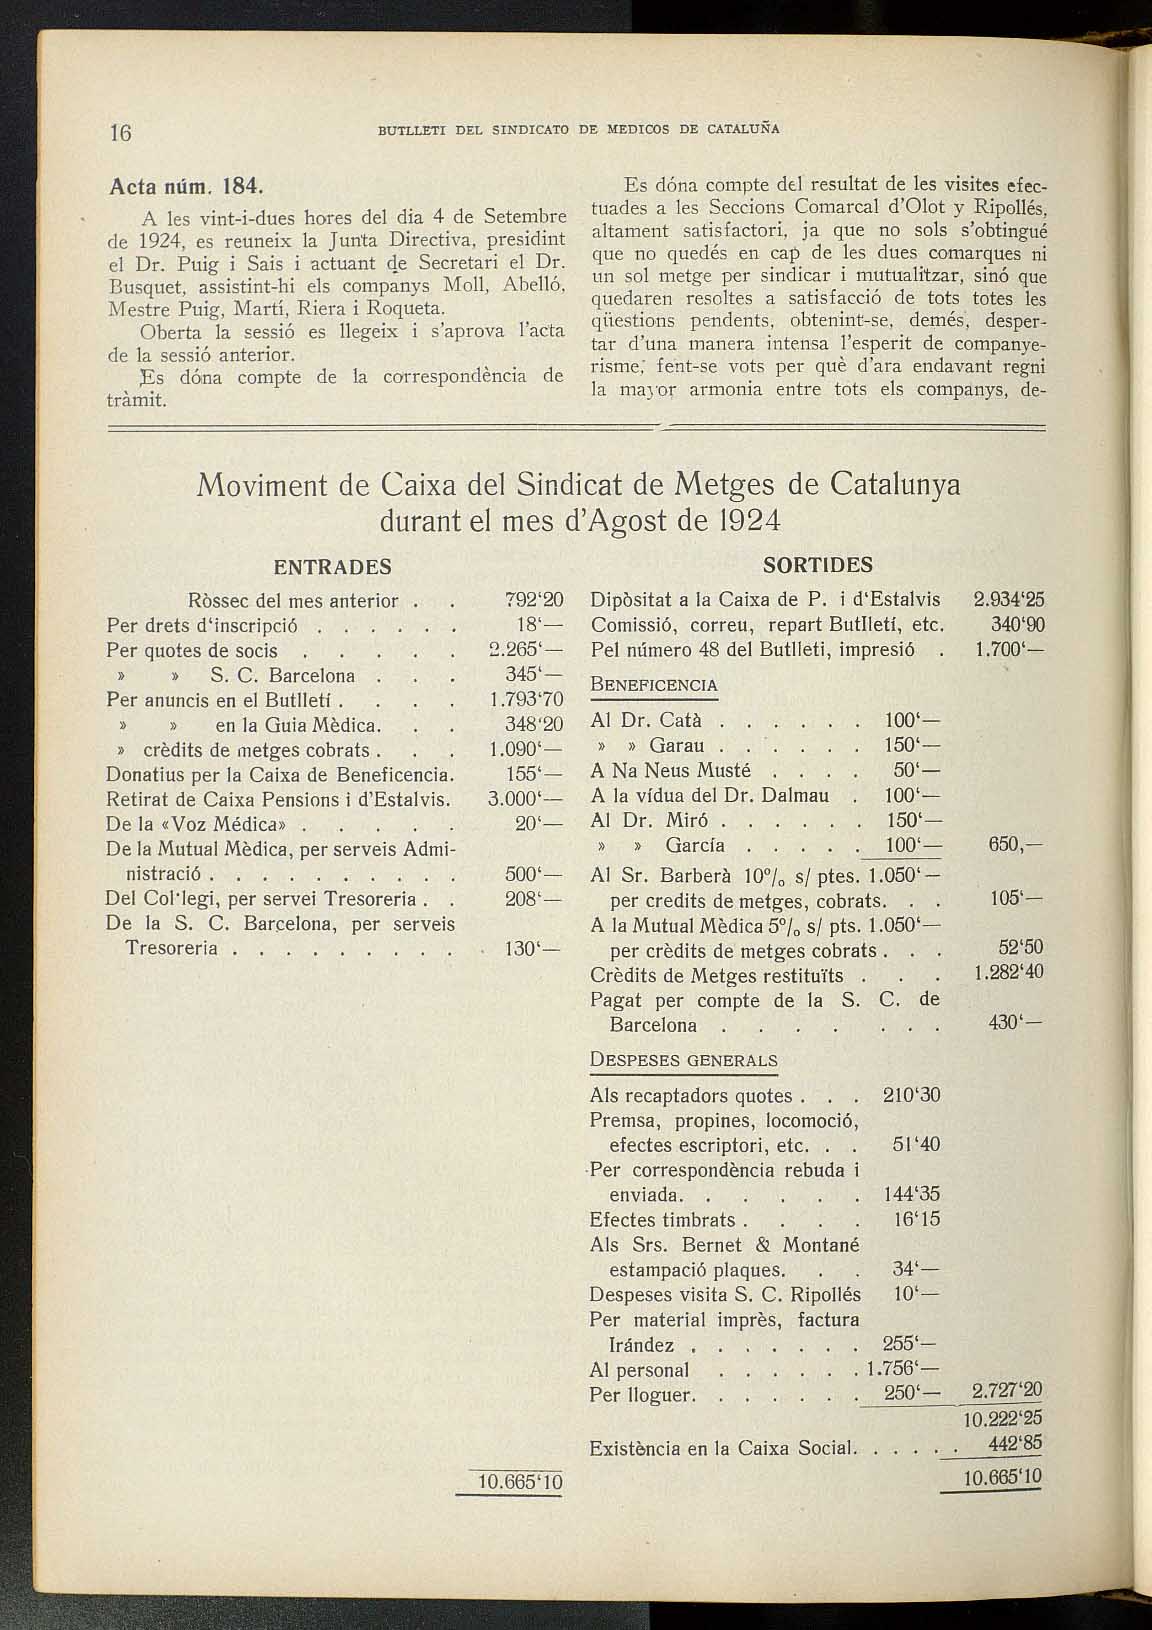 16
BUTLLETI DEL SINDICATO DE MEDICOS DE CATALUÑA
Acta núm. 184.
A les vint-i-dues hores del dia 4 de Setembre
de 1924, es reuneix la Junta Directiva, presidint
el Dr. Puig i Sais i actuant de Secretari el Dr.
Busquet, assistint-hi els companys Moll, Abelló,
Mestre Puig, Martí, Riera i Roqueta.
Oberta la sessió es llegeix i s'aprova l'acta
de la sessió anterior.
Es dóna compte de la correspondència de
tràmit.
Es dóna compte del resultat de les visites efec-
tuades a les Seccions Comarcal d'Olot y Ripollés,
altament satisfactori, ja que no sols s'obtingué
que no quedés en cap de les dues comarques ni
un sol metge per sindicar i mutualitzar, sinó que
quedaren resoltes a satisfacció de tots totes les
qüestions pendents, obtenint-se, demés, desper-
tar d'una manera intensa l'esperit de companye-
risme, fent-se vots per què d'ara endavant regni
la mayor armonia entre tots els companys, de-
Moviment de Caixa del Sindicat de Metges de Catalunya
durant el mes d'Agost de 1924
ENTRADES
Ròssec del mes anterior . . 792'20
Per drets d'inscripció . . . . . . 18'—
Per quotes de socis . . . . . 2.265'—
» » S. C. Barcelona . . . 345'—
Per anuncis en el Butlletí . . . . 1.793'70
» » en la Guia Mèdica. . . 348'20
» crèdits de metges cobrats . . . 1.090'—
Donatius per la Caixa de Beneficencia. 155'—
Retirat de Caixa Pensions i d'Estalvis. 3.000'—
De la «Voz Médica» . . . . . . 20'—
De la Mutual Mèdica, per serveis Admi-
nistració . . . . . . . . . . 500'—
Del Col·legi, per servei Tresoreria . . 208'—
De la S. C. Barcelona, per serveis
Tresoreria . . . . . . . . . . 130'—
10.665'10
SORTIDES
Dipòsitat a la Caixa de P. i d'Estalvis 2.934'25
Comissió, correu, repart Butlletí, etc. 340'90
Pel número 48 del Butlleti, impresió . 1.700'—
BENEFICENCIA
Al Dr. Catà . . . . . . 100'—
» » Garau . . . . . . 150'—
A Na Neus Musté . . . . 50'—
A la vídua del Dr. Dalmau . 100'—
Al Dr. Miró . . . . . . 150'—
» » García . . . . . 100'— 650,—
Al Sr. Barberà 10% s/ ptes. 1.050'—
per credits de metges, cobrats. . . 105'—
A la Mutual Mèdica 5% s/ pts. 1.050'—
per crèdits de metges cobrats . . . 52'50
Crèdits de Metges restituïts . . . 1.282'40
Pagat per compte de la S. C. de
Barcelona . . . . . . . 430'—
DESPESES GENERALS
Als recaptadors quotes . . . 210'30
Premsa, propines, locomoció,
efectes escriptori, etc. . . 51'40
Per correspondència rebuda i
enviada. . . . . . 144'35
Efectes timbrats . . . . 16'15
Als Srs. Bernet & Montané
estampació plaques. . . 34'—
Despeses visita S. C. Ripollés 10'—
Per material imprès, factura
Irández . . . . . . . 255'—
Al personal . . . . . . 1.756'—
Per lloguer. . . . . . . 250'— 2.727'20
10.222'25
Existència en la Caixa Social. . . . . . 442'85
10.665'10